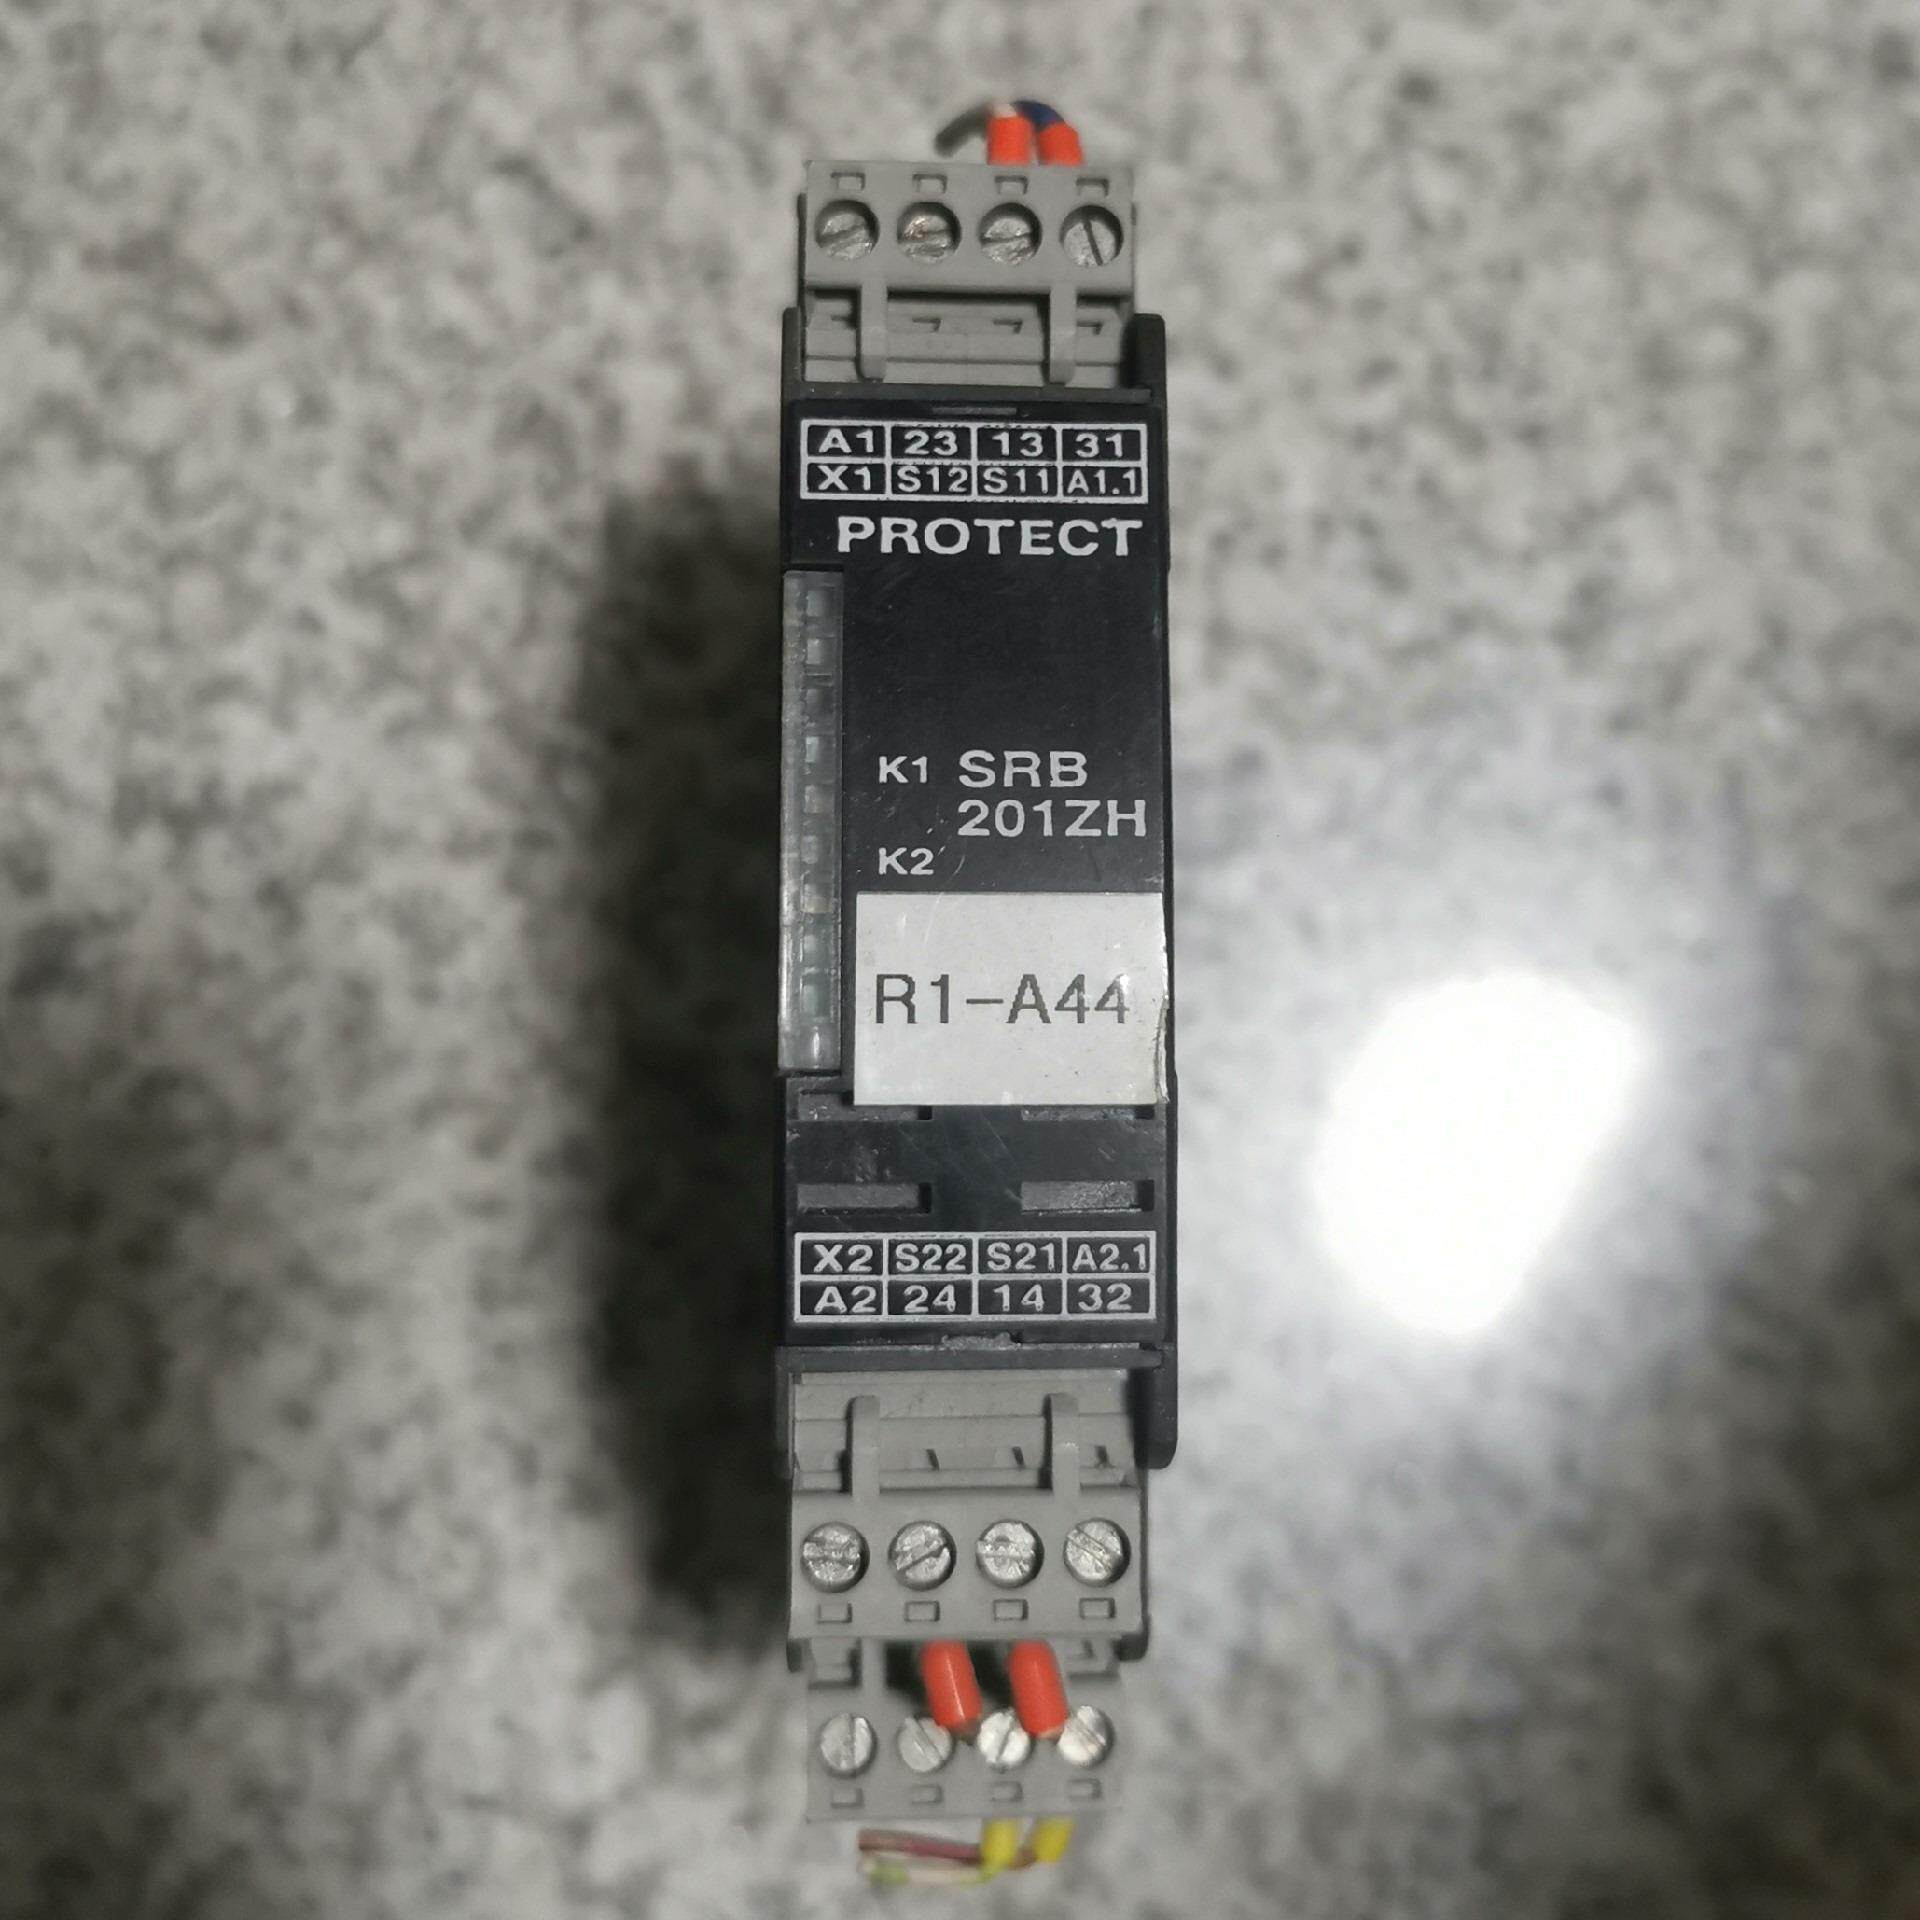 A1 23 13 31
X1 S12 S11 A1.1
PROTECT
K1 SRB
201ZH
K2
R1-A44
X2 S22 S21 A2.1
A2 24 14 32